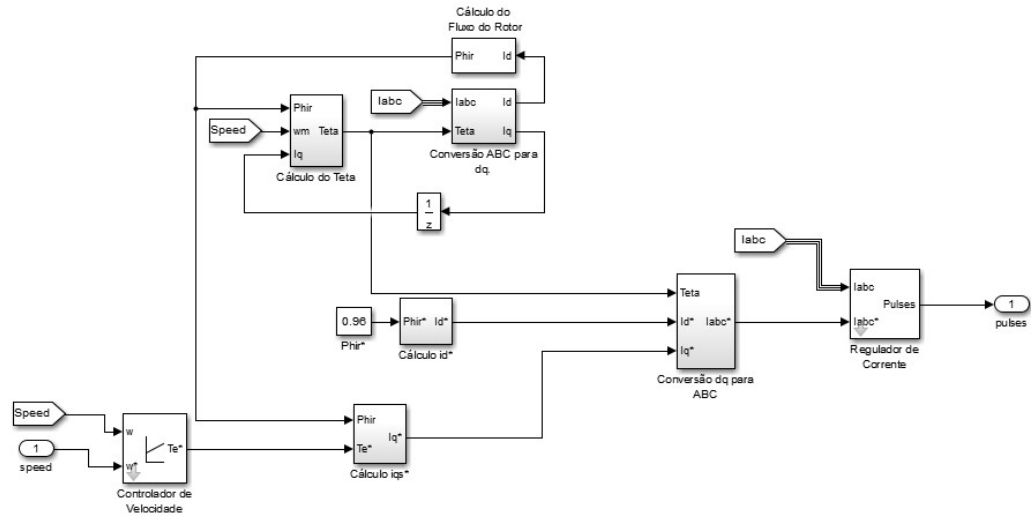 Cálculo do
Fluxo do Rotor
Phir Id
Iabc
Iabc Id
Teta Iq
Conversão ABC para
dq.
Phir
Speed
wm Teta
Iq
Cálculo do Teta
1
z
Iabc
Iabc
Pulses
Iabc*
Regulador de
Corrente
1
pulses
Teta
Id* Iabc*
Iq*
Conversão dq para
ABC
0.96
Phir*
Phir* Id*
Cálculo id*
Phir
Iq*
Te*
Cálculo iqs*
Speed
1
speed
w
Te*
w*
Controlador de
Velocidade